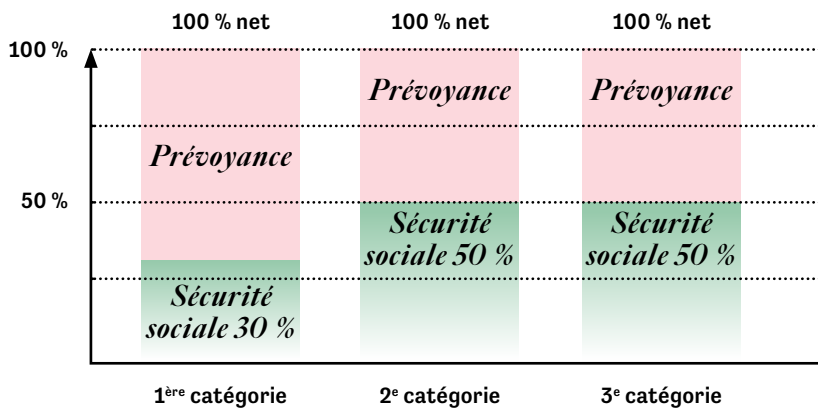 100 % net
100 % net
100 % net
100 %
50 %
Prévoyance
Sécurité
sociale 30 %
Prévoyance
Sécurité
sociale 50 %
Prévoyance
Sécurité
sociale 50 %
1ère catégorie
2e catégorie
3e catégorie